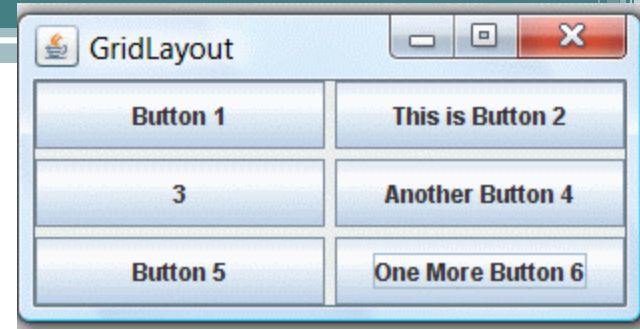 GridLayout
Button 1
This is Button 2
3
Another Button 4
Button 5
One More Button 6